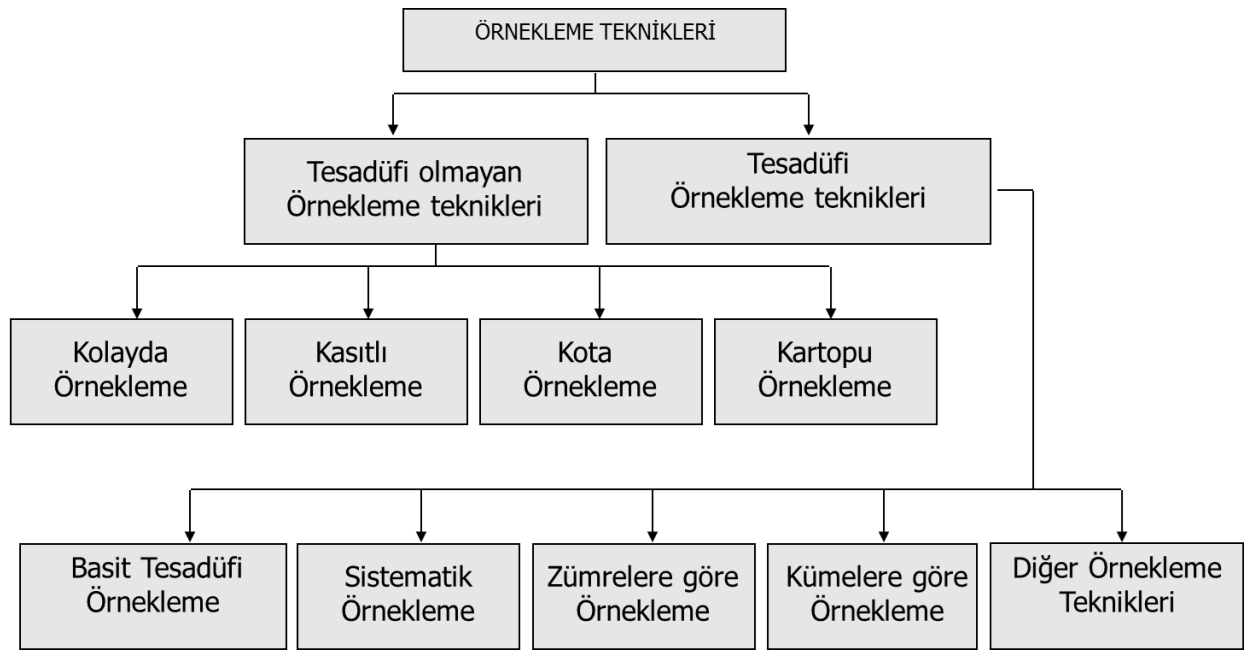 ÖRNEKLEME TEKNİKLERİ
Tesadüfi olmayan
Örnekleme teknikleri
Tesadüfi
Örnekleme teknikleri
Kolayda
Örnekleme
Kasıtlı
Örnekleme
Kota
Örnekleme
Kartopu
Örnekleme
Basit Tesadüfi
Örnekleme
Sistematik
Örnekleme
Zümrelere göre
Örnekleme
Kümelere göre
Örnekleme
Diğer Örnekleme
Teknikleri